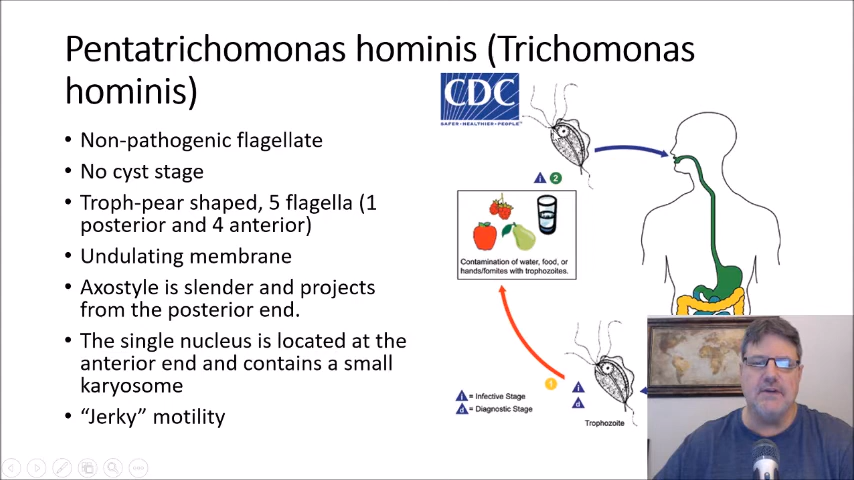 Pentatrichomonas hominis (Trichomonas
hominis)
• Non-pathogenic flagellate
• No cyst stage
• Troph-pear shaped, 5 flagella (1
posterior and 4 anterior)
• Undulating membrane
• Axostyle is slender and projects
from the posterior end.
• The single nucleus is located at the
anterior end and contains a small
karyosome
• “Jerky” motility
CDC
SAFER·HEALTHIER·PEOPLE™
i 2
Contamination of water, food, or
hands/fomites with trophozoites.
1 i
d
i = Infective Stage
d = Diagnostic Stage
Trophozoite